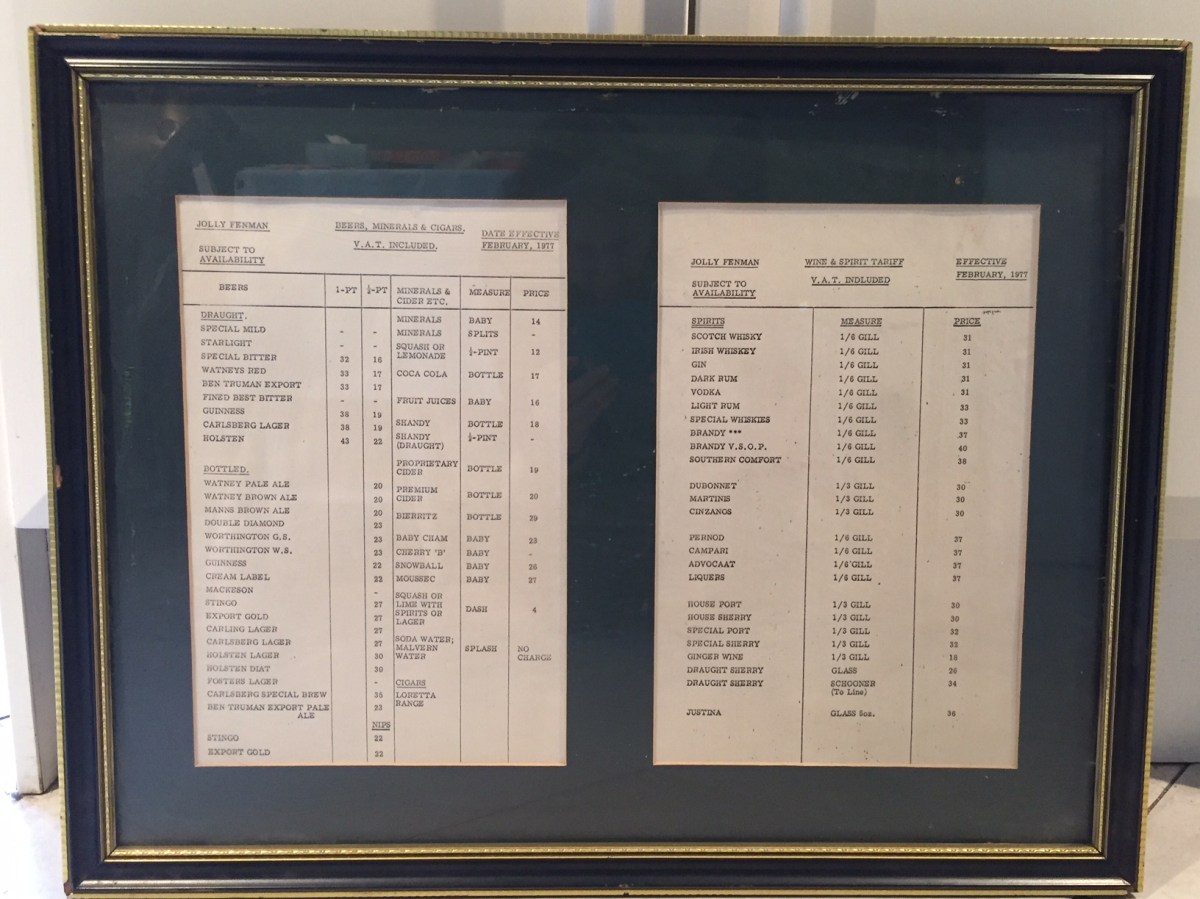 JOLLY FENMAN BEERS, MINERALS & CIGARS. DATE EFFECTIVE
SUBJECT TO V.A.T. INCLUDED. FEBRUARY, 1977
AVAILABILITY
BEERS 1-PT ½-PT MINERALS & MEASURE PRICE
CIDER ETC.
DRAUGHT.
SPECIAL MILD - -
STARLIGHT - -
SPECIAL BITTER 32 16
WATNEYS RED 33 17
BEN TRUMAN EXPORT 33 17
FINED BEST BITTER - -
GUINNESS 38 19
CARLSBERG LAGER 38 19
HOLSTEN 43 22
BOTTLED.
WATNEY PALE ALE 20
WATNEY BROWN ALE 20
MANNS BROWN ALE 20
DOUBLE DIAMOND 23
WORTHINGTON G.S. 23
WORTHINGTON W.S. 23
GUINNESS 22
CREAM LABEL 22
MACKESON -
STINGO 27
EXPORT GOLD 27
CARLING LAGER 27
CARLSBERG LAGER 27
HOLSTEN LAGER 30
HOLSTEN DIAT 30
FOSTERS LAGER -
CARLSBERG SPECIAL BREW 35
BEN TRUMAN EXPORT PALE 23
ALE
NIPS
STINGO 22
EXPORT GOLD 22
MINERALS BABY 14
MINERALS SPLITS -
SQUASH OR
LEMONADE ½-PINT 12
COCA COLA BOTTLE 17
FRUIT JUICES BABY 16
SHANDY BOTTLE 18
SHANDY ½-PINT -
(DRAUGHT)
PROPRIETARY
CIDER BOTTLE 19
PREMIUM
CIDER BOTTLE 20
BIERRITZ BOTTLE 29
BABY CHAM BABY 23
CHERRY 'B' BABY -
SNOWBALL BABY
MOUSSEC BABY 27
SQUASH OR
LIME WITH
SPIRITS OR DASH 4
LAGER
SODA WATER;
MALVERN SPLASH NO
WATER CHARGE
CIGARS
LORETTA
RANGE
JOLLY FENMAN WINE & SPIRIT TARIFF EFFECTIVE
SUBJECT TO V.A.T. INDLUDED. FEBRUARY, 1977
AVAILABILITY
SPIRITS MEASURE PRICE
SCOTCH WHISKY 1/6 GILL 31
IRISH WHISKEY 1/6 GILL 31
GIN 1/6 GILL 31
DARK RUM 1/6 GILL 31
VODKA 1/6 GILL 31
LIGHT RUM 1/6 GILL 33
SPECIAL WHISKIES 1/6 GILL 33
BRANDY *** 1/6 GILL 37
BRANDY V.S.O.P. 1/6 GILL 40
SOUTHERN COMFORT 1/6 GILL 38
DUBONNET 1/3 GILL 30
MARTINIS 1/3 GILL 30
CINZANOS 1/3 GILL 30
PERNOD 1/6 GILL 37
CAMPARI 1/6 GILL 37
ADVOCAAT 1/6 GILL 37
LIQUERS 1/6 GILL 37
HOUSE PORT 1/3 GILL 30
HOUSE SHERRY 1/3 GILL 30
SPECIAL PORT 1/3 GILL 32
SPECIAL SHERRY 1/3 GILL 32
GINGER WINE 1/3 GILL 18
DRAUGHT SHERRY GLASS 26
DRAUGHT SHERRY SCHOONER 34
(To Line)
JUSTINA GLASS 5oz. 36